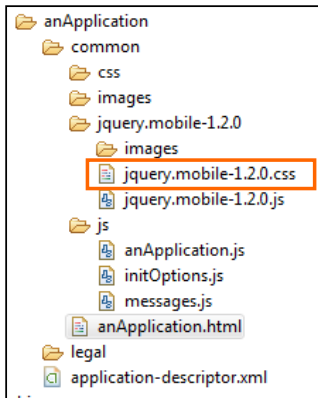 anApplication
common
css
images
jquery.mobile-1.2.0
images
jquery.mobile-1.2.0.css
jquery.mobile-1.2.0.js
js
anApplication.js
initOptions.js
messages.js
anApplication.html
legal
application-descriptor.xml